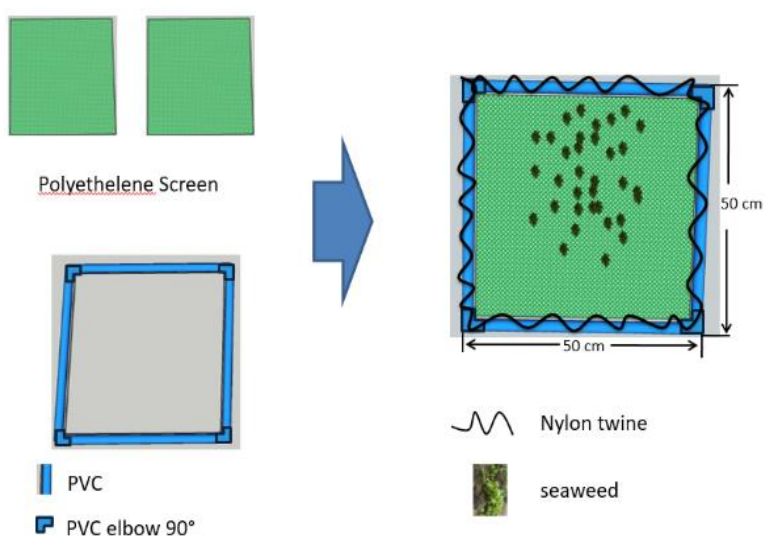 Polyethelene Screen
PVC
PVC elbow 90°
50 cm
50 cm
Nylon twine
seaweed